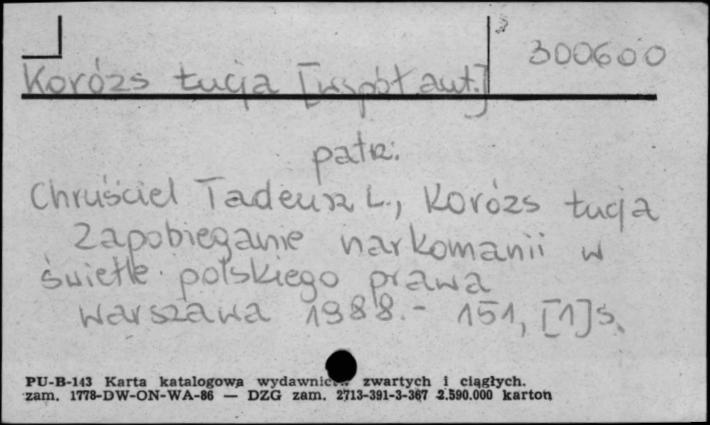 300600
Korózs Łucja [współaut.]
patrz:
Chruściel Tadeusz L., Korózs Łucja
Zapobieganie narkomanii w
świetle polskiego prawa
Warszawa 1988.- 151, [1]s.
PU-B-143 Karta katalogowa wydawnictw zwartych i ciągłych.
zam. 1778-DW-ON-WA-86 — DZG zam. 2713-391-3-367 2.590.000 karton